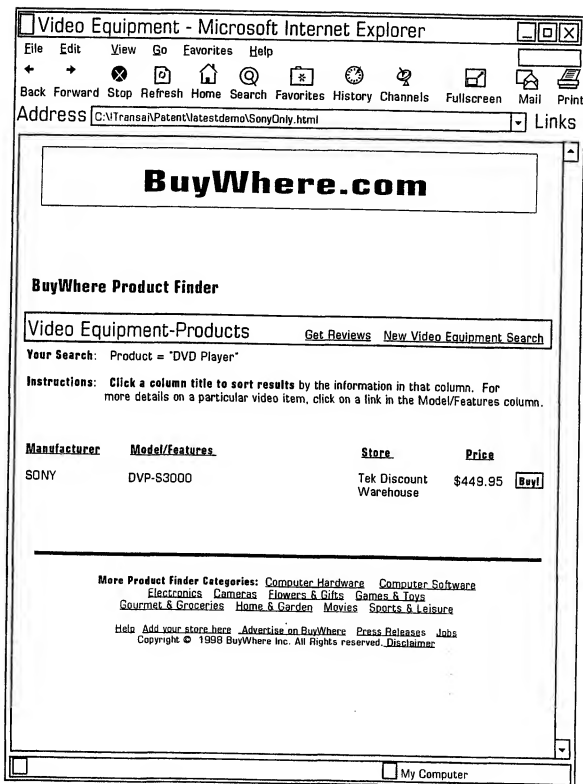 Video Equipment - Microsoft Internet Explorer
File Edit View Go Favorites Help
Back Forward Stop Refresh Home Search Favorites History Channels Fullscreen Mail Print
Address C:\ITransai\Patent\latestdemo\SonyOnly.html Links
BuyWhere.com
BuyWhere Product Finder
Video Equipment-Products Get Reviews New Video Equipment Search
Your Search: Product = "DVD Player"
Instructions: Click a column title to sort results by the information in that column. For
more details on a particular video item, click on a link in the Model/Features column.
Manufacturer Model/Features Store Price
SONY DVP-S3000 Tek Discount $449.95 Buy!
Warehouse
More Product Finder Categories: Computer Hardware Computer Software
Electronics Cameras Flowers & Gifts Games & Toys
Gourmet & Groceries Home & Garden Movies Sports & Leisure
Help Add your store here Advertise on BuyWhere Press Releases Jobs
Copyright © 1998 BuyWhere Inc. All Rights reserved. Disclaimer
My Computer